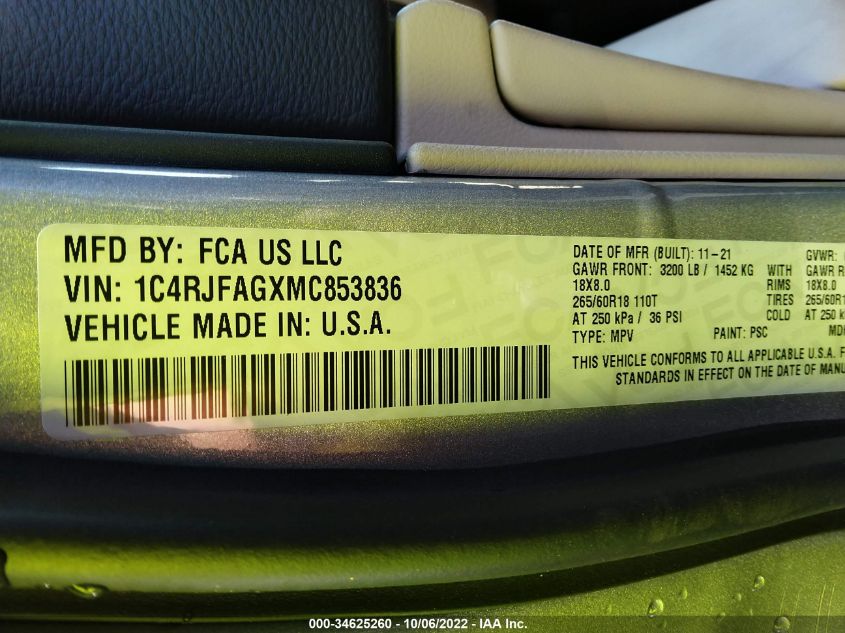 MFD BY: FCA US LLC
VIN: 1C4RJFAGXMC853836
VEHICLE MADE IN: U.S.A.
DATE OF MFR (BUILT): 11-21
GVWR:
GAWR FRONT: 3200 LB / 1452 KG WITH GAWR
18X8.0 RIMS 18X8.0
265/60R18 110T TIRES
AT 250 kPa / 36 PSI COLD AT 250
TYPE: MPV PAINT: PSC
THIS VEHICLE CONFORMS TO ALL APPLICABLE U.S.A.
STANDARDS IN EFFECT ON THE DATE OF
000-34625260 - 10/06/2022 - IAA Inc.